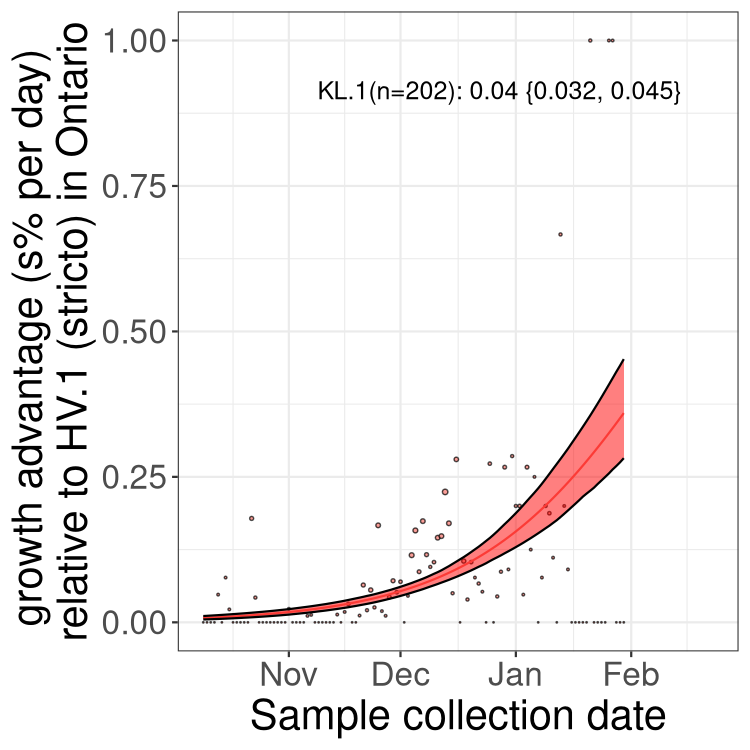 growth advantage (s% per day)
relative to HV.1 (stricto) in Ontario
1.00
KL.1(n=202): 0.04 {0.032, 0.045}
0.75
0.50
0.25
0.00
Nov Dec Jan Feb
Sample collection date